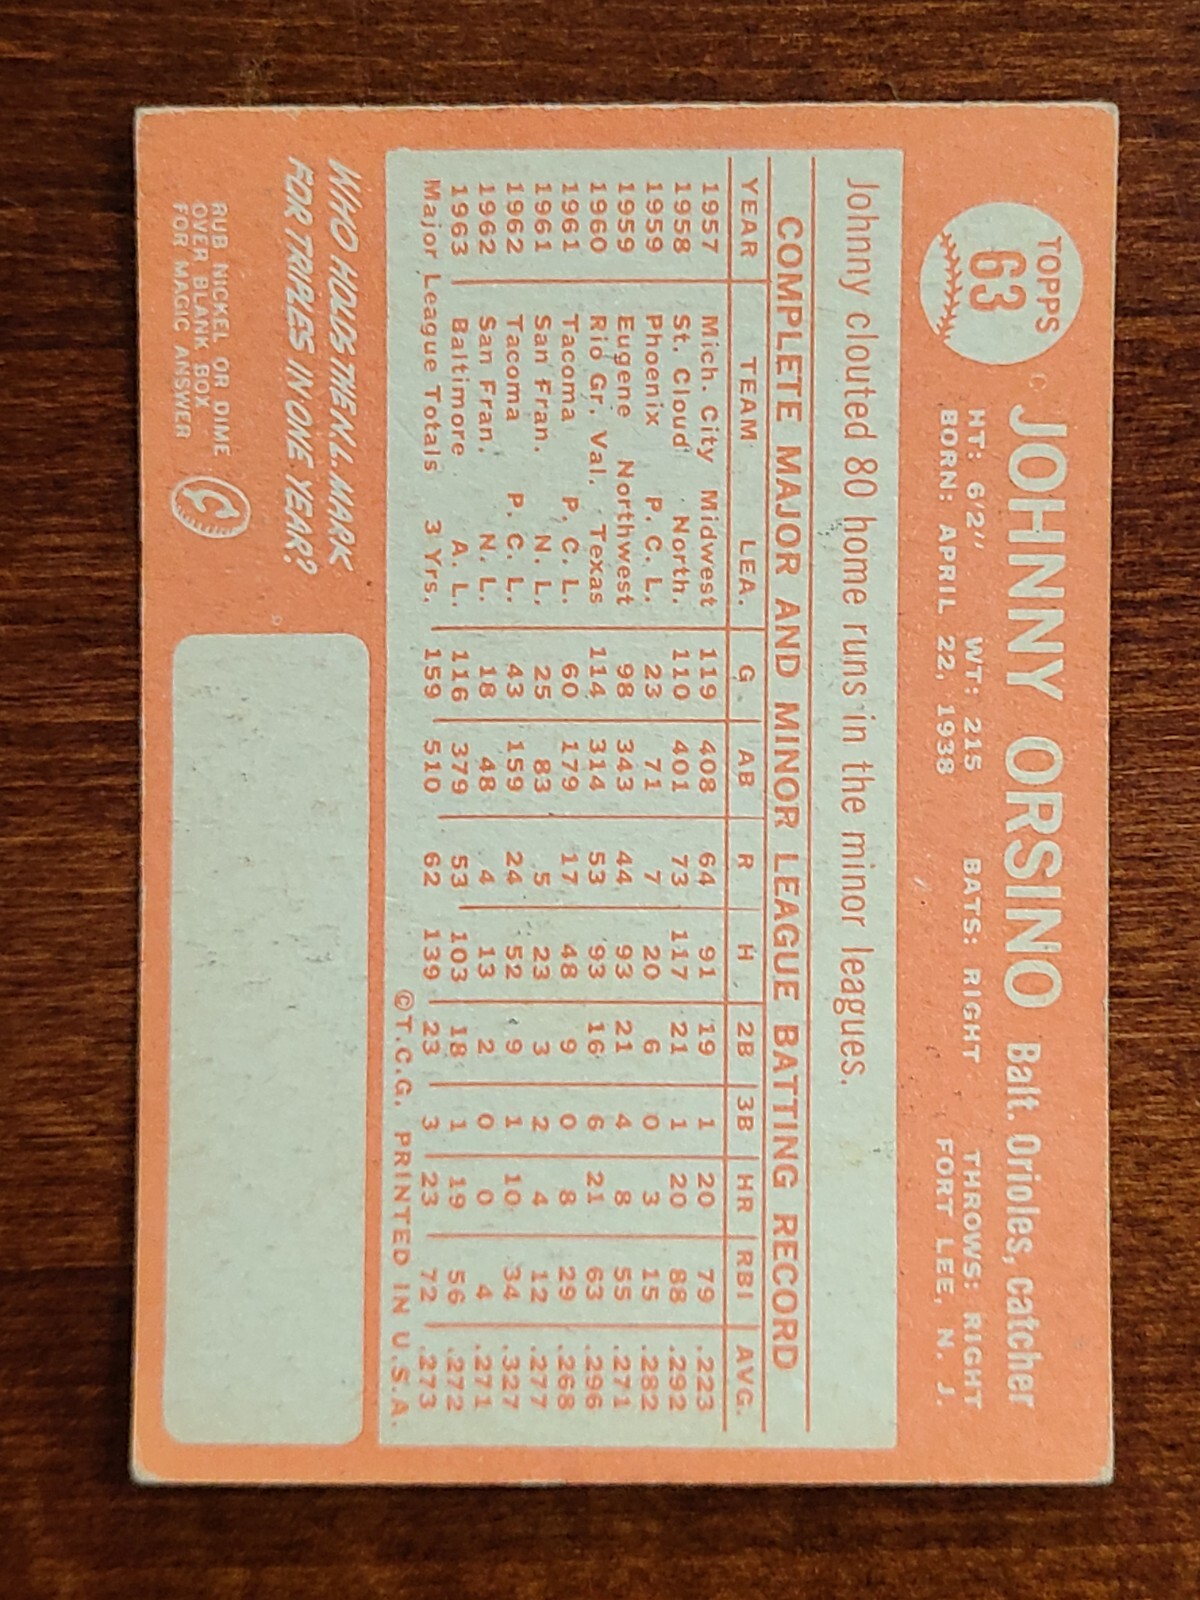 TOPPS
63
C
JOHNNY ORSINO Balt. Orioles, catcher
HT: 6'2" WT: 215 BATS: RIGHT THROWS: RIGHT
BORN: APRIL 22, 1938 FORT LEE, N. J.
Johnny clouted 80 home runs in the minor leagues.
COMPLETE MAJOR AND MINOR LEAGUE BATTING RECORD
YEAR TEAM LEA. G AB R H 2B 3B HR RBI AVG.
1957 Mich. City Midwest 119 408 64 91 19 1 20 79 .223
1958 St. Cloud North. 110 401 73 117 21 1 20 88 .292
1959 Phoenix P.C.L. 23 71 7 20 6 0 3 15 .282
1959 Eugene Northwest 98 343 44 93 21 4 8 55 .271
1960 Rio Gr. Val. Texas 114 314 53 93 16 6 21 63 .296
1961 Tacoma P.C.L. 60 179 17 48 9 0 8 29 .268
1961 San Fran. N.L. 25 83 5 23 3 2 4 12 .277
1962 Tacoma P.C.L. 43 159 24 52 9 1 10 34 .327
1962 San Fran. N.L. 18 48 4 13 2 0 0 4 .271
1963 Baltimore A.L. 116 379 53 103 18 1 19 56 .272
Major League Totals 3 Yrs. 159 510 62 139 23 3 23 72 .273
©T.C.G. PRINTED IN U.S.A.
WHO HOLDS THE N.L. MARK
FOR TRIPLES IN ONE YEAR?
RUB NICKEL OR DIME
OVER BLANK BOX
FOR MAGIC ANSWER